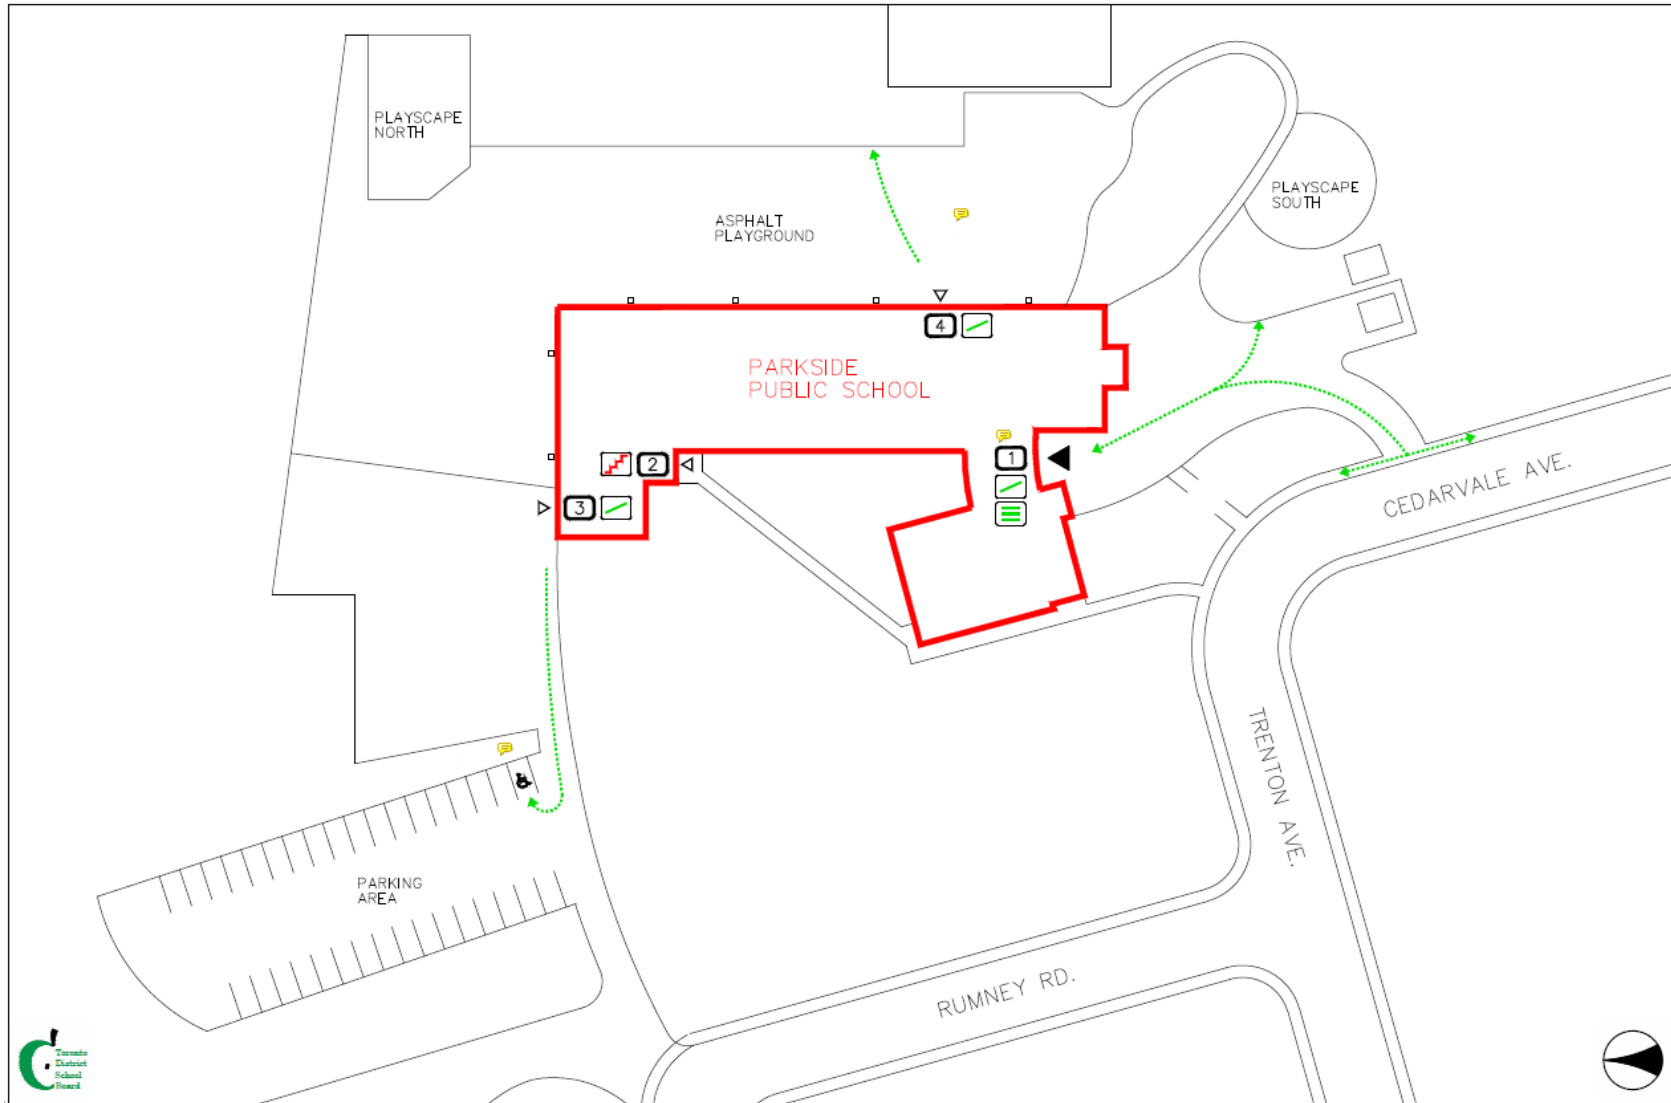 PLAYSCAPE
NORTH
ASPHALT
PLAYGROUND
PLAYSCAPE
SOUTH
4
PARKSIDE
PUBLIC SCHOOL
1
2
3
CEDARVALE AVE.
TRENTON AVE.
PARKING
AREA
RUMNEY RD.
Toronto
District
School
Board